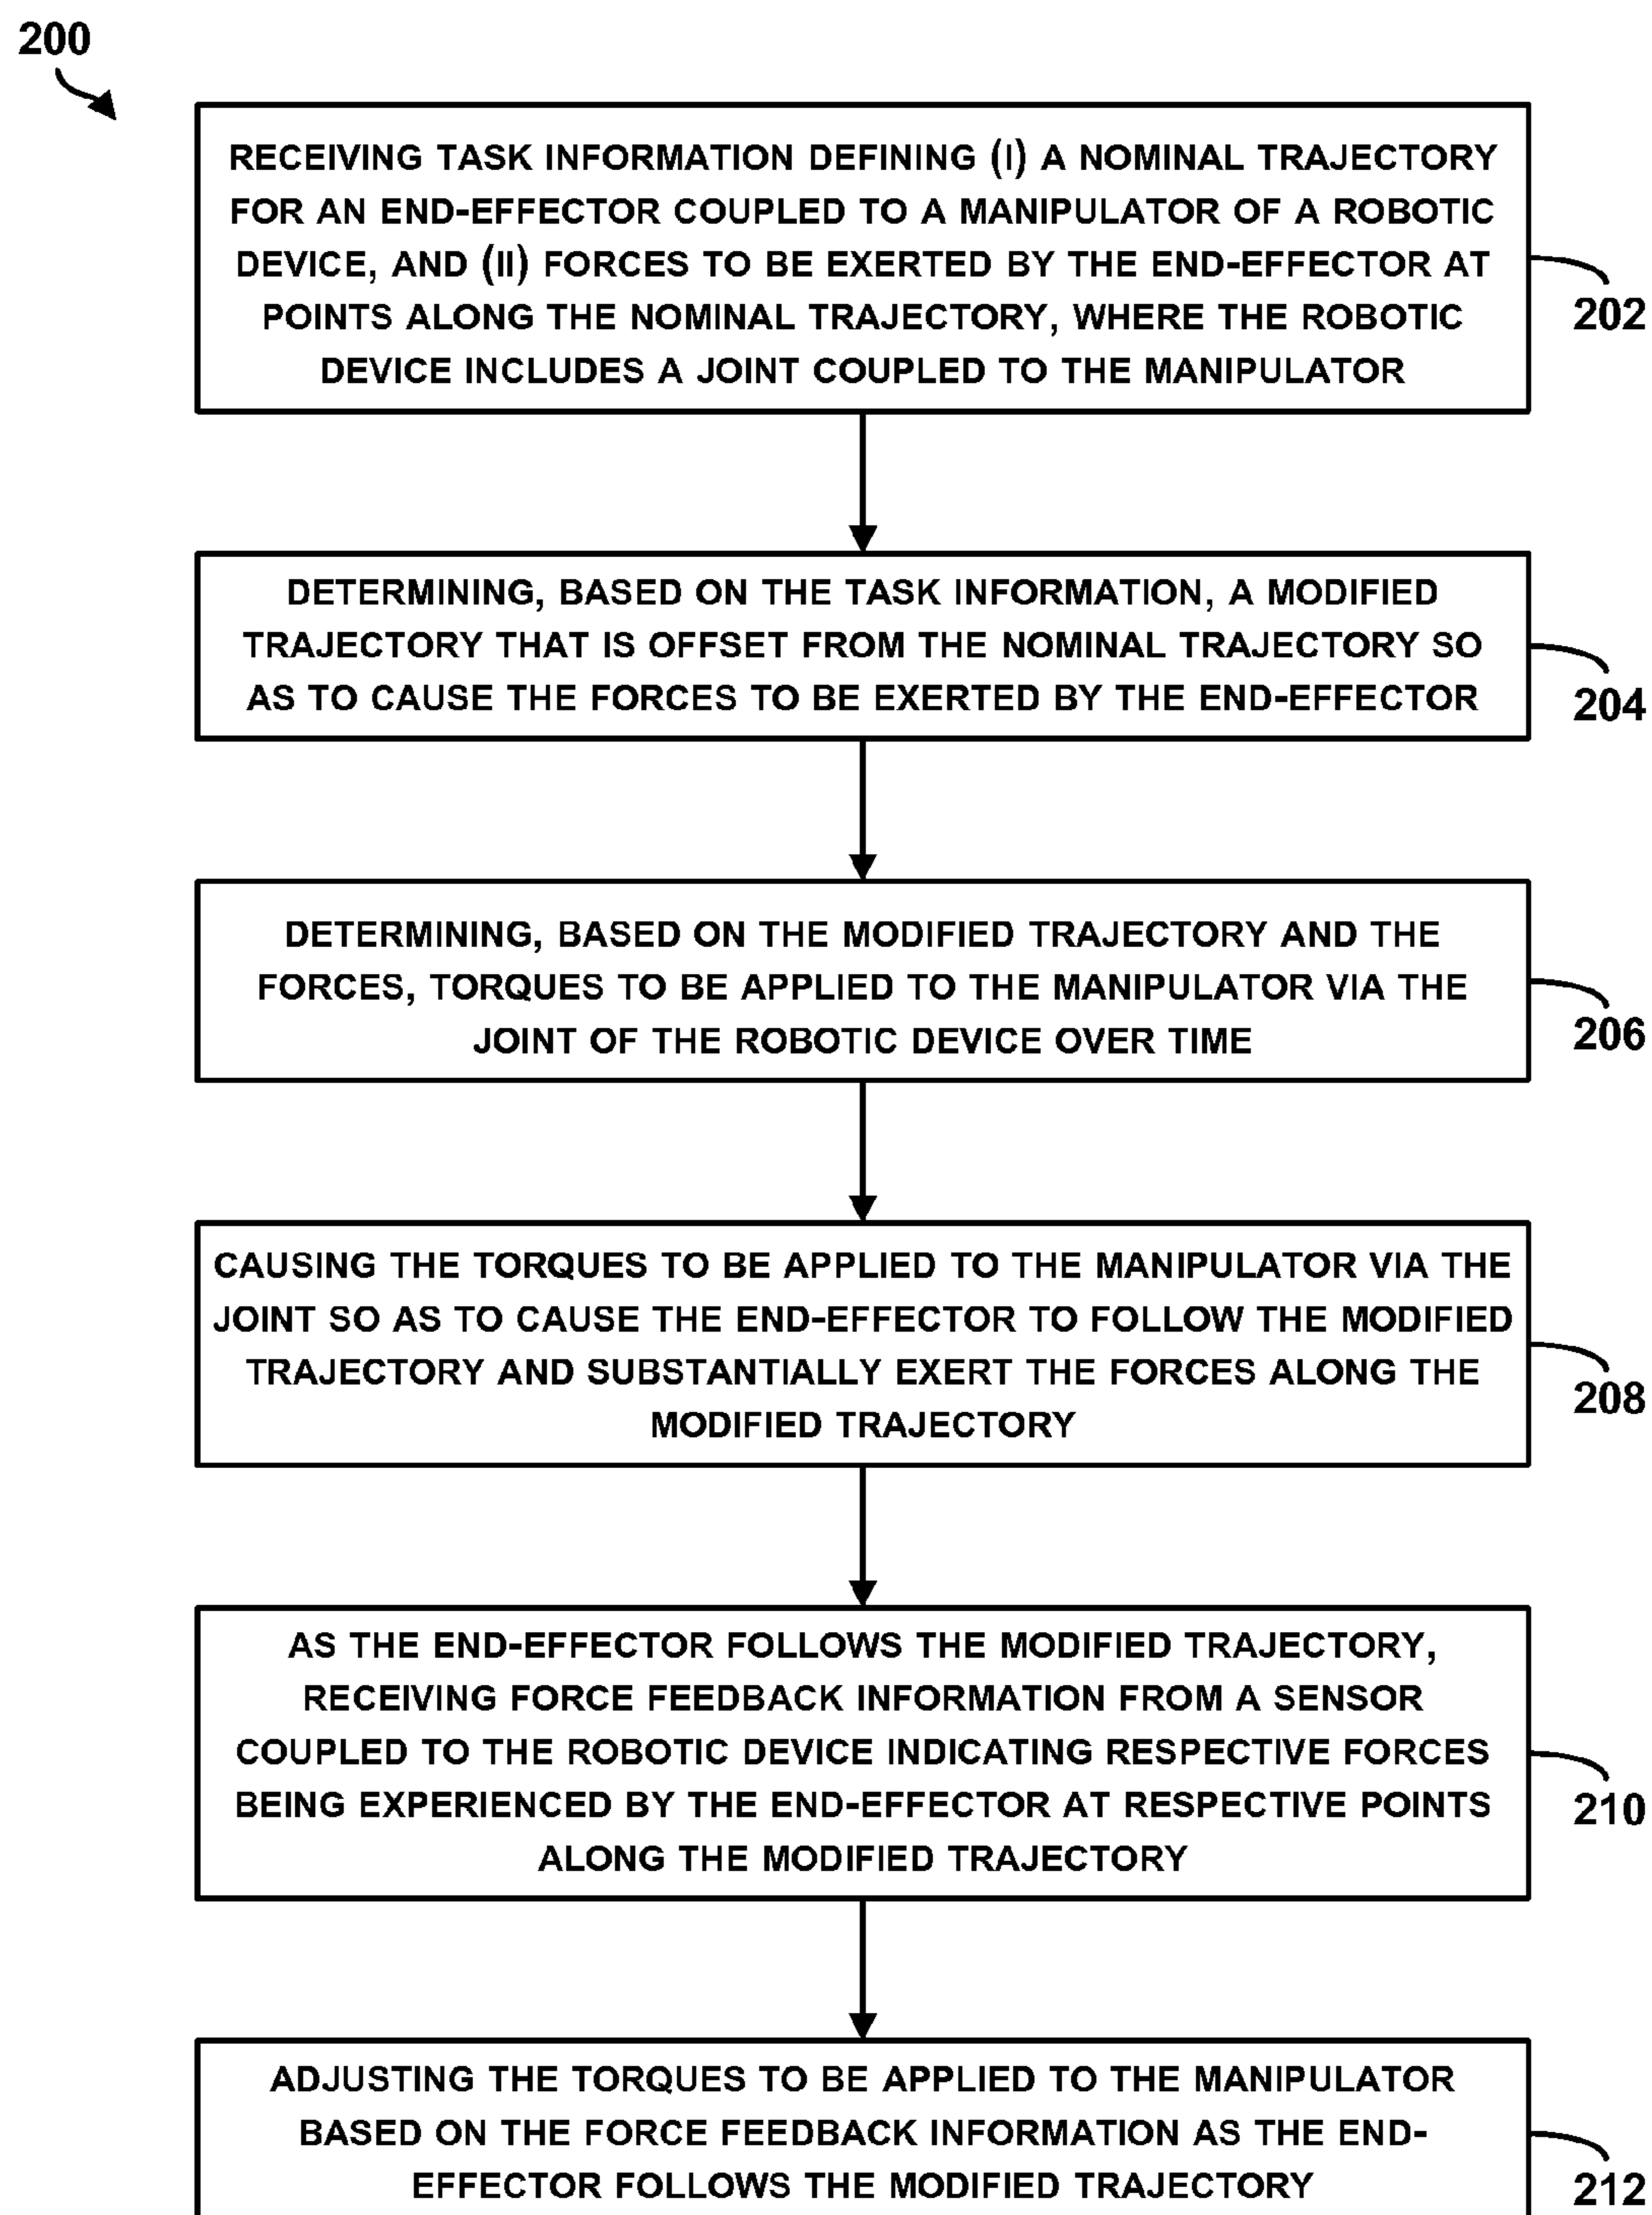 200
RECEIVING TASK INFORMATION DEFINING (I) A NOMINAL TRAJECTORY
FOR AN END-EFFECTOR COUPLED TO A MANIPULATOR OF A ROBOTIC
DEVICE, AND (II) FORCES TO BE EXERTED BY THE END-EFFECTOR AT
POINTS ALONG THE NOMINAL TRAJECTORY, WHERE THE ROBOTIC
DEVICE INCLUDES A JOINT COUPLED TO THE MANIPULATOR
202
DETERMINING, BASED ON THE TASK INFORMATION, A MODIFIED
TRAJECTORY THAT IS OFFSET FROM THE NOMINAL TRAJECTORY SO
AS TO CAUSE THE FORCES TO BE EXERTED BY THE END-EFFECTOR
204
DETERMINING, BASED ON THE MODIFIED TRAJECTORY AND THE
FORCES, TORQUES TO BE APPLIED TO THE MANIPULATOR VIA THE
JOINT OF THE ROBOTIC DEVICE OVER TIME
206
CAUSING THE TORQUES TO BE APPLIED TO THE MANIPULATOR VIA THE
JOINT SO AS TO CAUSE THE END-EFFECTOR TO FOLLOW THE MODIFIED
TRAJECTORY AND SUBSTANTIALLY EXERT THE FORCES ALONG THE
MODIFIED TRAJECTORY
208
AS THE END-EFFECTOR FOLLOWS THE MODIFIED TRAJECTORY,
RECEIVING FORCE FEEDBACK INFORMATION FROM A SENSOR
COUPLED TO THE ROBOTIC DEVICE INDICATING RESPECTIVE FORCES
BEING EXPERIENCED BY THE END-EFFECTOR AT RESPECTIVE POINTS
ALONG THE MODIFIED TRAJECTORY
210
ADJUSTING THE TORQUES TO BE APPLIED TO THE MANIPULATOR
BASED ON THE FORCE FEEDBACK INFORMATION AS THE END-
EFFECTOR FOLLOWS THE MODIFIED TRAJECTORY
212